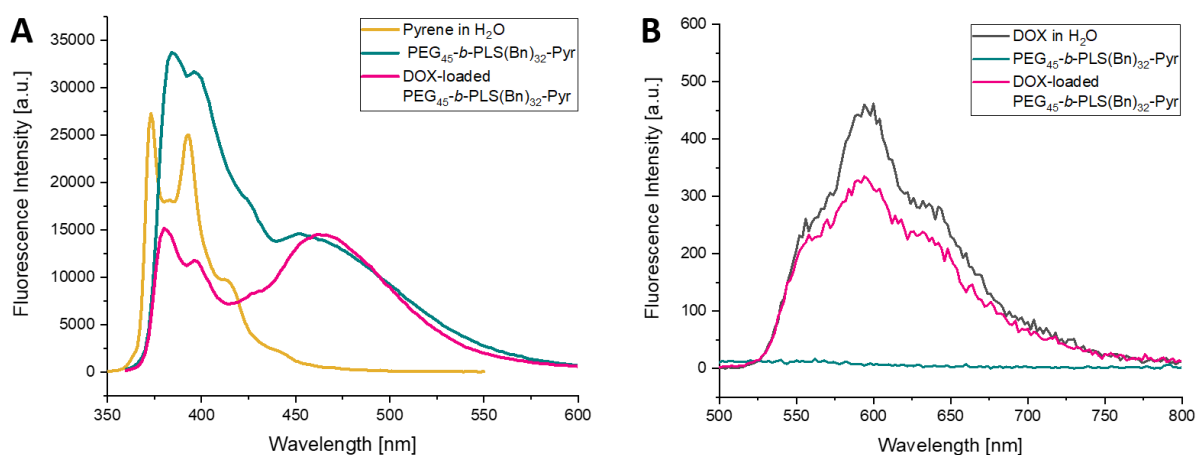 A
Pyrene in H₂O
PEG₄₅-b-PLS(Bn)₃₂-Pyr
DOX-loaded
PEG₄₅-b-PLS(Bn)₃₂-Pyr
Fluorescence Intensity [a.u.]
35000
30000
25000
20000
15000
10000
5000
0
350 400 450 500 550 600
Wavelength [nm]
B
DOX in H₂O
PEG₄₅-b-PLS(Bn)₃₂-Pyr
DOX-loaded
PEG₄₅-b-PLS(Bn)₃₂-Pyr
Fluorescence Intensity [a.u.]
600
500
400
300
200
100
0
500 550 600 650 700 750 800
Wavelength [nm]